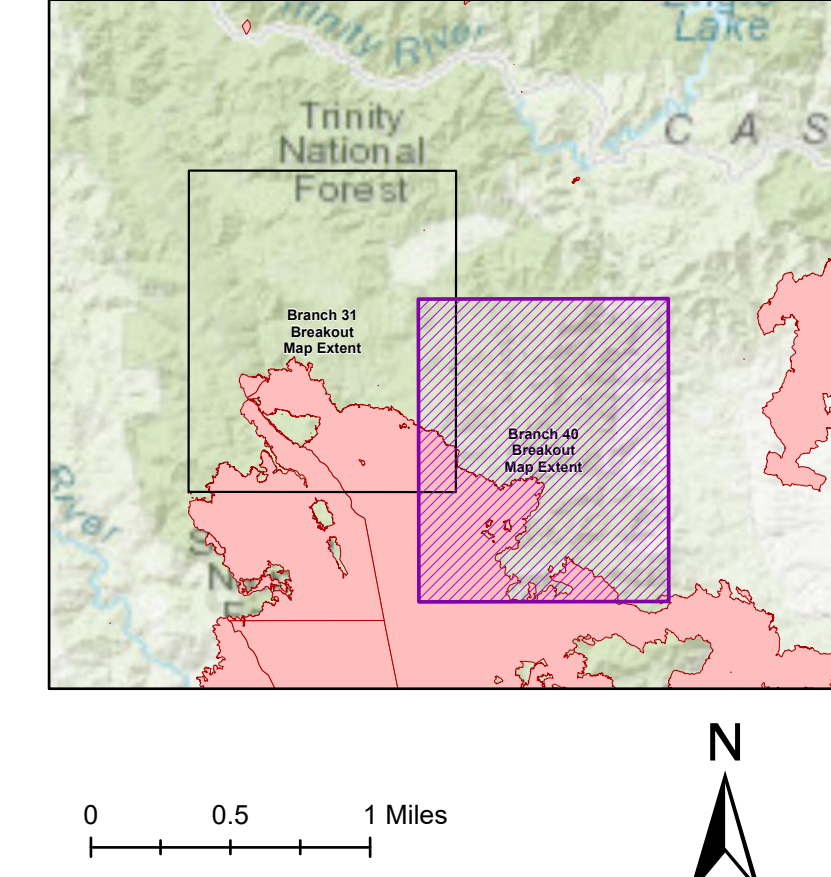 Trinity River
Lake
Trinity
National
Forest
C A S
Branch 31
Breakout
Map Extent
Branch 40
Breakout
Map Extent
River
S
N
F
0 0.5 1 Miles
N